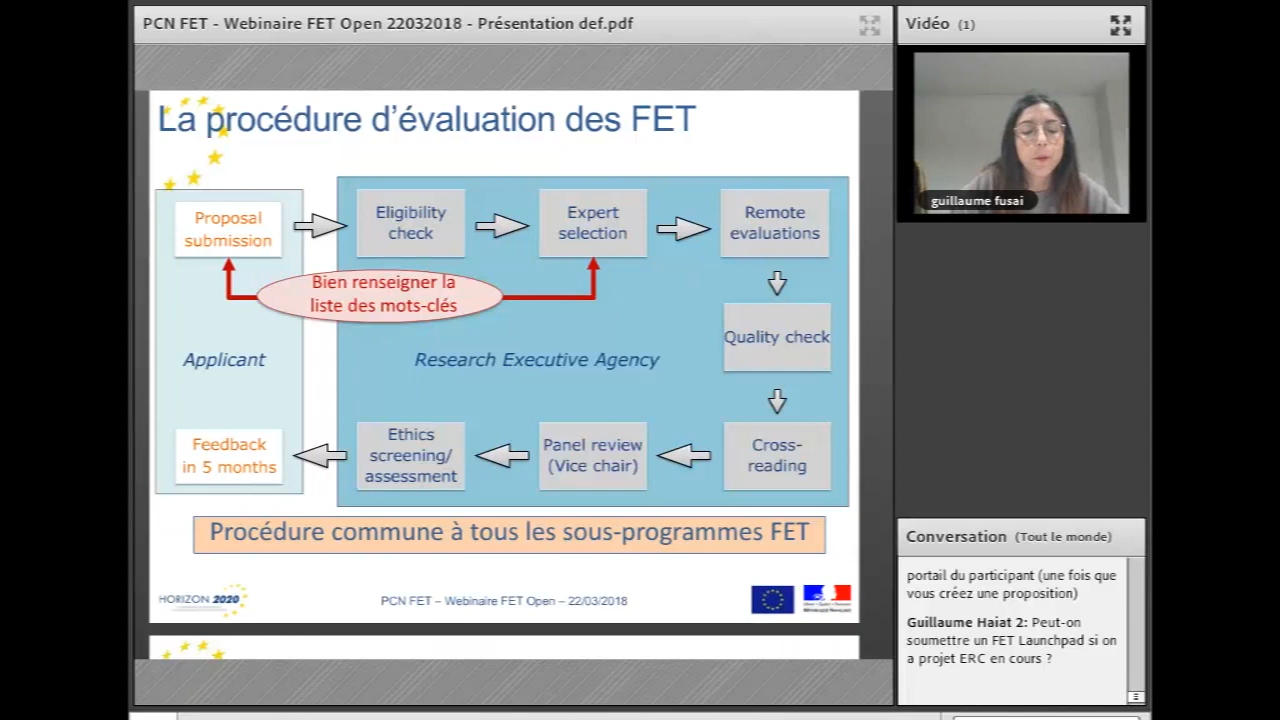 PCN FET - Webinaire FET Open 22032018 - Présentation def.pdf
La procédure d'évaluation des FET
Proposal
submission
Eligibility
check
Expert
selection
Remote
evaluations
Bien renseigner la
liste des mots-clés
Quality check
Applicant
Research Executive Agency
Feedback
in 5 months
Ethics
screening/
assessment
Panel review
(Vice chair)
Cross-
reading
Procédure commune à tous les sous-programmes FET
HORIZON 2020
PCN FET – Webinaire FET Open – 22/03/2018
Vidéo (1)
guillaume fusai
Conversation (Tout le monde)
portail du participant (une fois que
vous créez une proposition)
Guillaume Haiat 2: Peut-on
soumettre un FET Launchpad si on
a projet ERC en cours ?